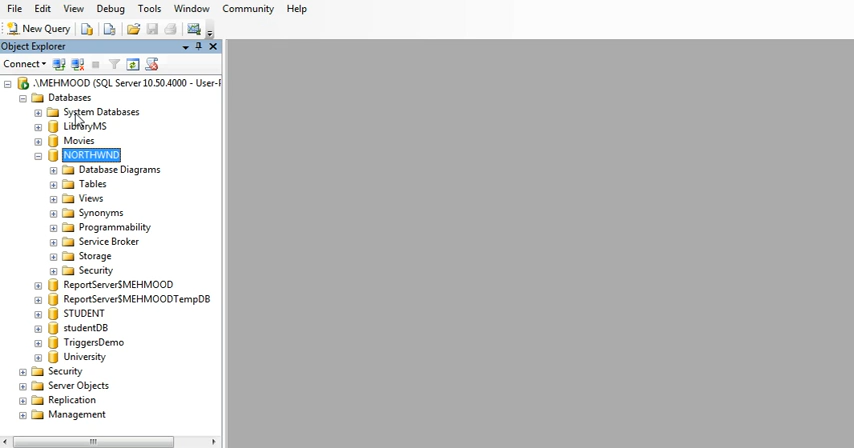 File Edit View Debug Tools Window Community Help
New Query
Object Explorer
Connect
.\MEHMOOD (SQL Server 10.50.4000 - User-
Databases
System Databases
LibraryMS
Movies
NORTHWND
Database Diagrams
Tables
Views
Synonyms
Programmability
Service Broker
Storage
Security
ReportServer$MEHMOOD
ReportServer$MEHMOODTempDB
STUDENT
studentDB
TriggersDemo
University
Security
Server Objects
Replication
Management